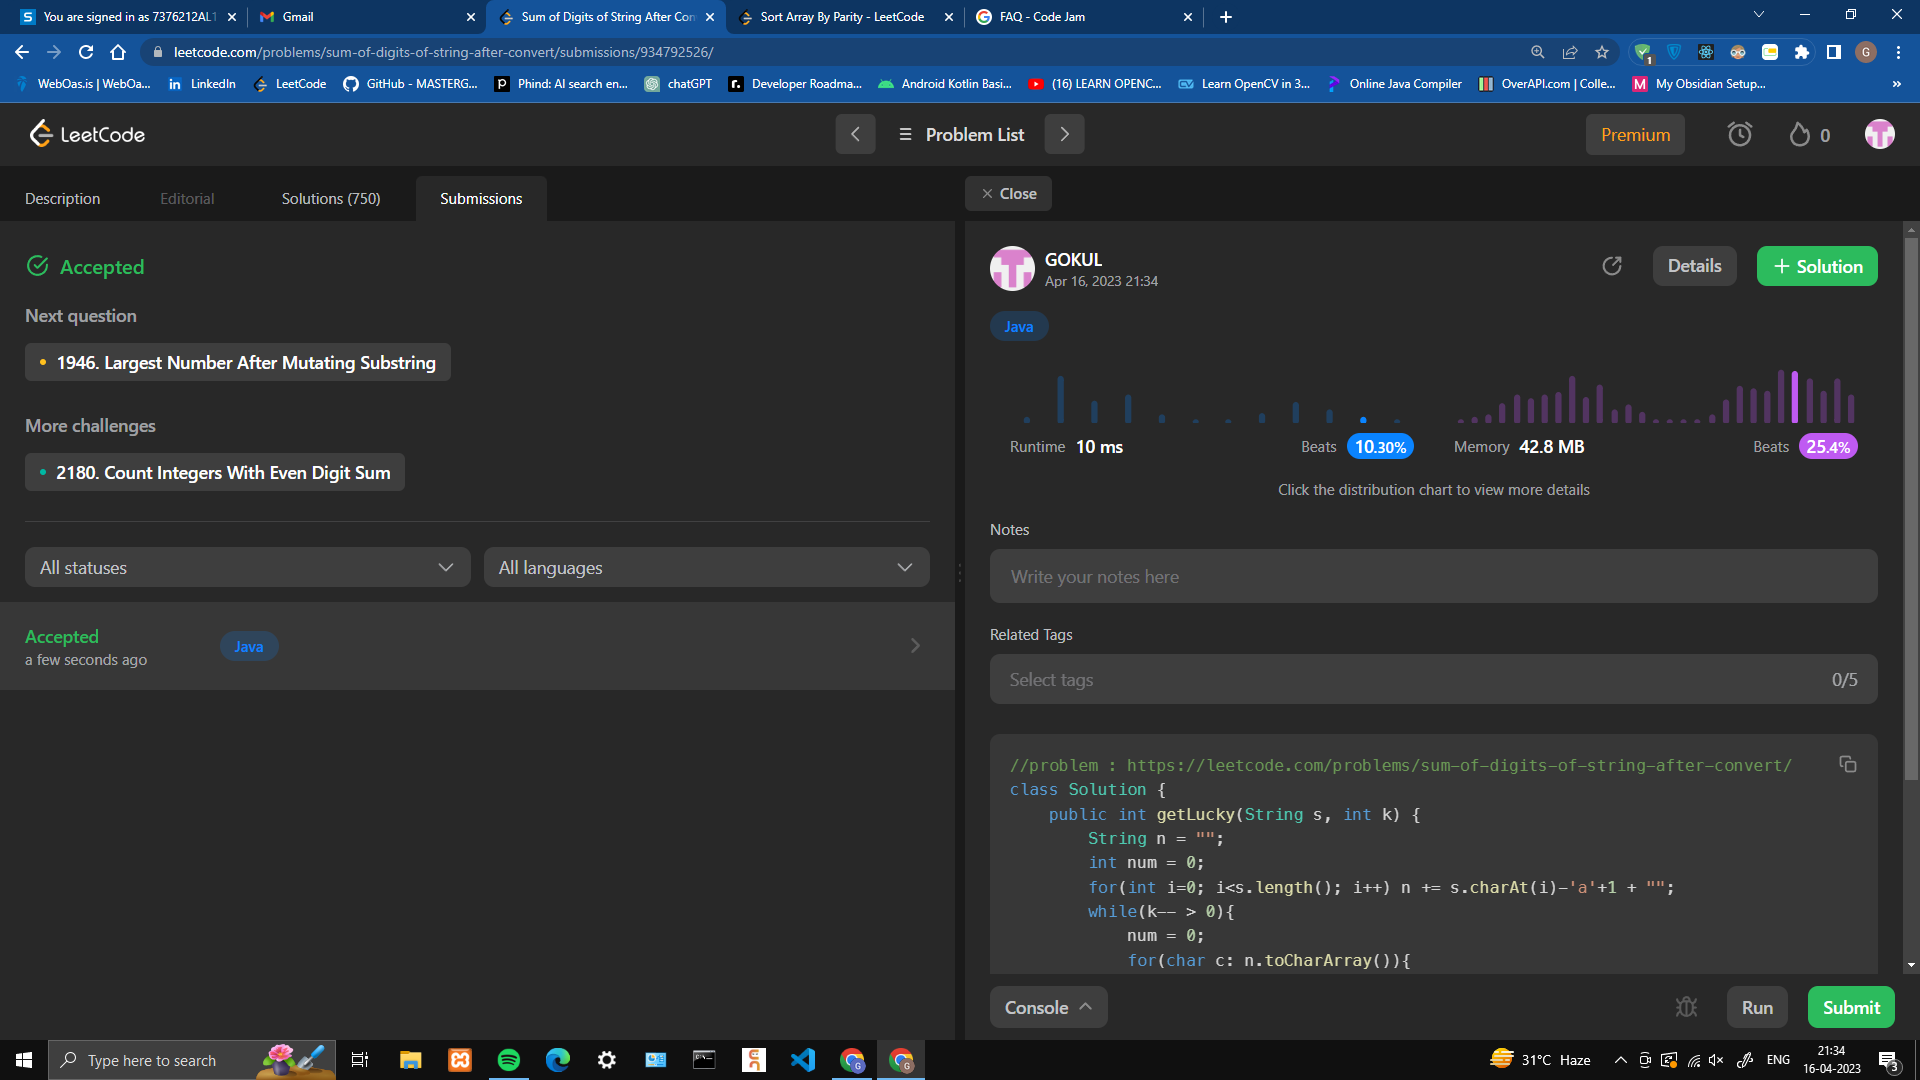 You are signed in as 7376212AL1
Gmail
Sum of Digits of String After Con
Sort Array By Parity - LeetCode
FAQ - Code Jam
leetcode.com/problems/sum-of-digits-of-string-after-convert/submissions/934792526/
WebOas.is | WebOa...
LinkedIn
LeetCode
GitHub - MASTERG...
Phind: AI search en...
chatGPT
Developer Roadma...
Android Kotlin Basi...
(16) LEARN OPENC...
Learn OpenCV in 3...
Online Java Compiler
OverAPI.com | Colle...
My Obsidian Setup...
LeetCode
Problem List
Premium
0
Description
Editorial
Solutions (750)
Submissions
Close
Accepted
Next question
1946. Largest Number After Mutating Substring
More challenges
2180. Count Integers With Even Digit Sum
All statuses
All languages
Accepted
a few seconds ago
Java
GOKUL
Apr 16, 2023 21:34
Details
+ Solution
Java
Runtime 10 ms
Beats 10.30%
Memory 42.8 MB
Beats 25.4%
Click the distribution chart to view more details
Notes
Write your notes here
Related Tags
Select tags
0/5
//problem : https://leetcode.com/problems/sum-of-digits-of-string-after-convert/
class Solution {
public int getLucky(String s, int k) {
String n = "";
int num = 0;
for(int i=0; i<s.length(); i++) n += s.charAt(i)-'a'+1 + "";
while(k-- > 0){
num = 0;
for(char c: n.toCharArray()){
Console
Run
Submit
Type here to search
31°C Haze
ENG
21:34
16-04-2023
3